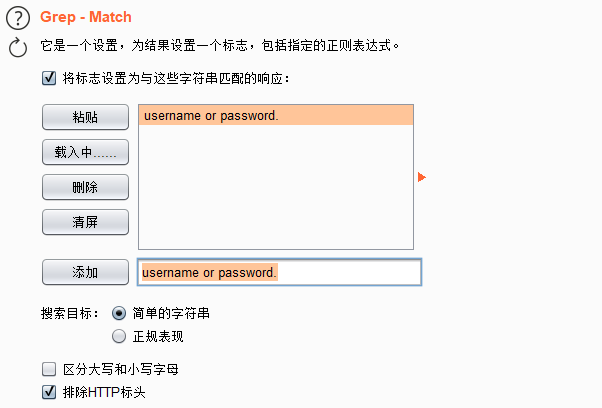 Grep - Match
它是一个设置，为结果设置一个标志，包括指定的正则表达式。
将标志设置为与这些字符串匹配的响应：
粘贴
username or password.
载入中......
删除
清屏
添加
username or password.
搜索目标：
简单的字符串
正规表现
区分大写和小写字母
排除HTTP标头